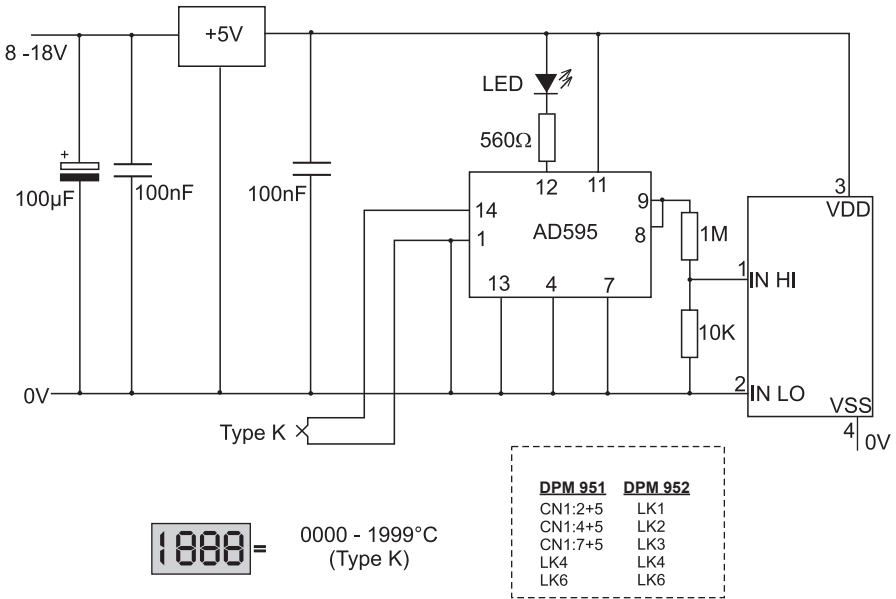 8 -18V
+5V
LED
560Ω
+
100µF
100nF
100nF
12
11
3
VDD
14
9
1
AD595
8
1M
13
4
7
1
IN HI
10K
0V
2
IN LO
VSS
4
0V
Type K
DPM 951 DPM 952
CN1:2+5 LK1
CN1:4+5 LK2
CN1:7+5 LK3
LK4 LK4
LK6 LK6
1888 =
0000 - 1999°C
(Type K)